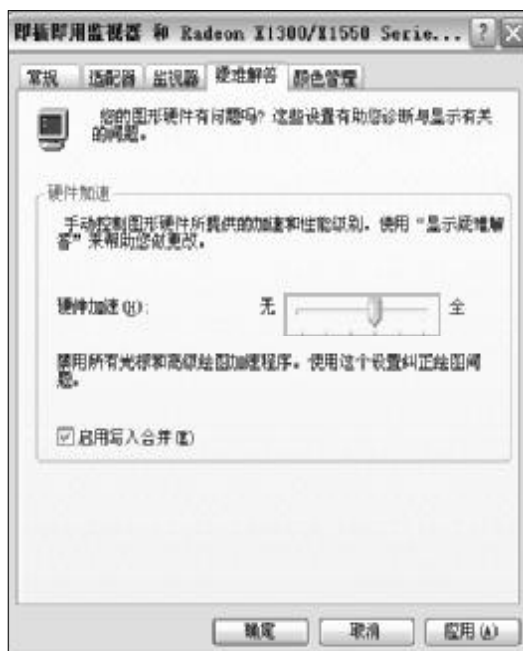 即插即用监视器 和 Radeon X1300/X1550 Serie...
常规 适配器 监视器 疑难解答 颜色管理
您的图形硬件有问题吗? 这些设置有助您诊断与显示有关
的问题。
硬件加速
手动控制图形硬件所提供的加速和性能级别。使用“显示疑难解
答”来帮助您做更改。
硬件加速(H): 无 全
禁用所有光标和高级绘图加速程序。使用这个设置纠正绘图问
题。
启用写入合并(E)
确定 取消 应用(A)